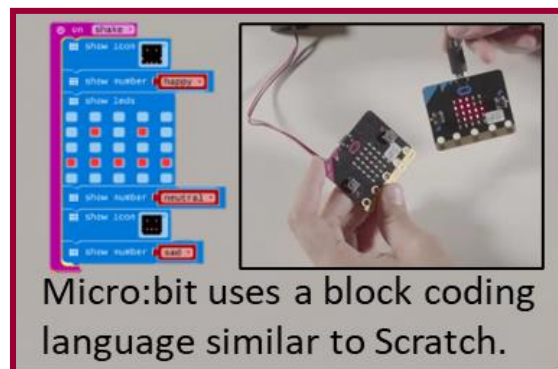 on shake
show icon
show number happy
show leds
show number neutral
show icon
show number sad
Micro:bit uses a block coding
language similar to Scratch.